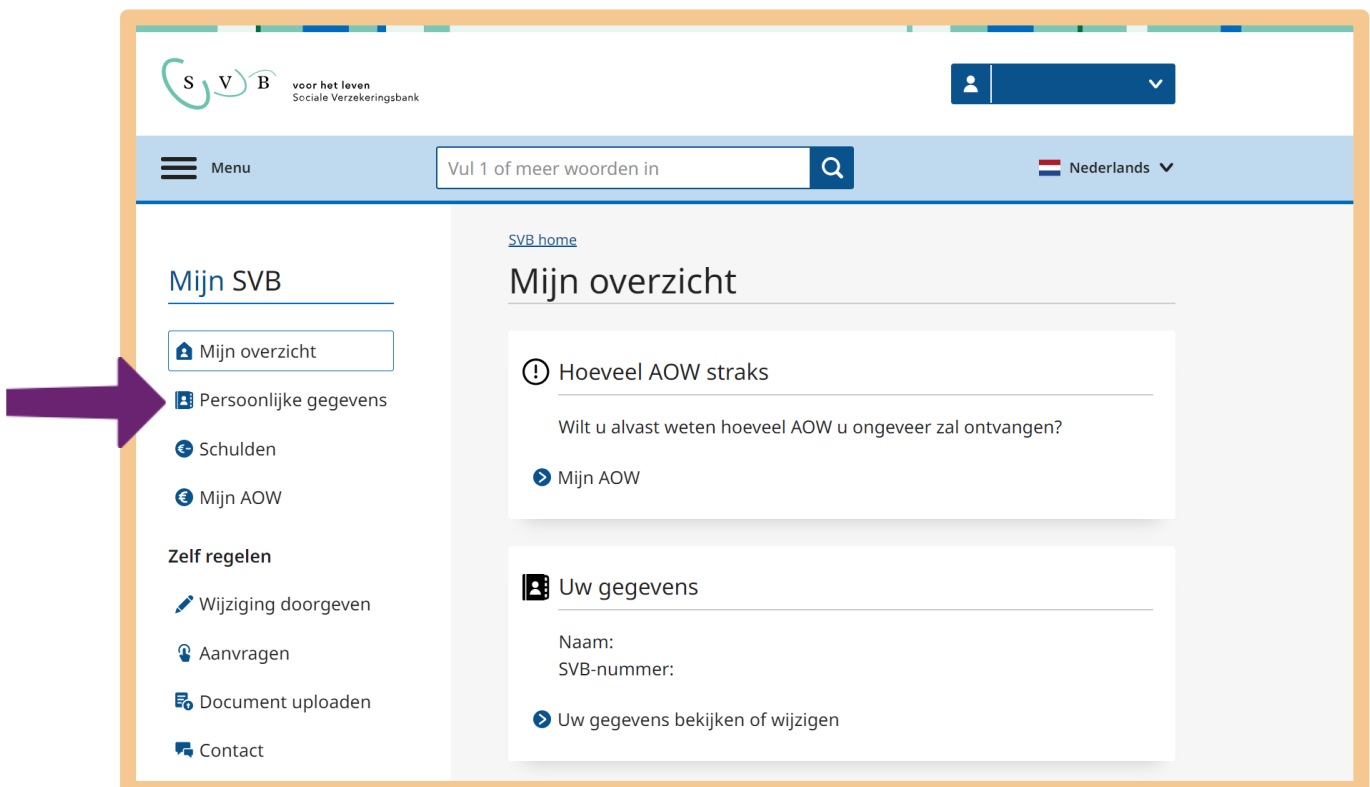 S V B
voor het leven
Sociale Verzekeringsbank
Menu
Vul 1 of meer woorden in
Nederlands
Mijn SVB
Mijn overzicht
Persoonlijke gegevens
Schulden
Mijn AOW
Zelf regelen
Wijziging doorgeven
Aanvragen
Document uploaden
Contact
SVB home
Mijn overzicht
Hoeveel AOW straks
Wilt u alvast weten hoeveel AOW u ongeveer zal ontvangen?
Mijn AOW
Uw gegevens
Naam:
SVB-nummer:
Uw gegevens bekijken of wijzigen